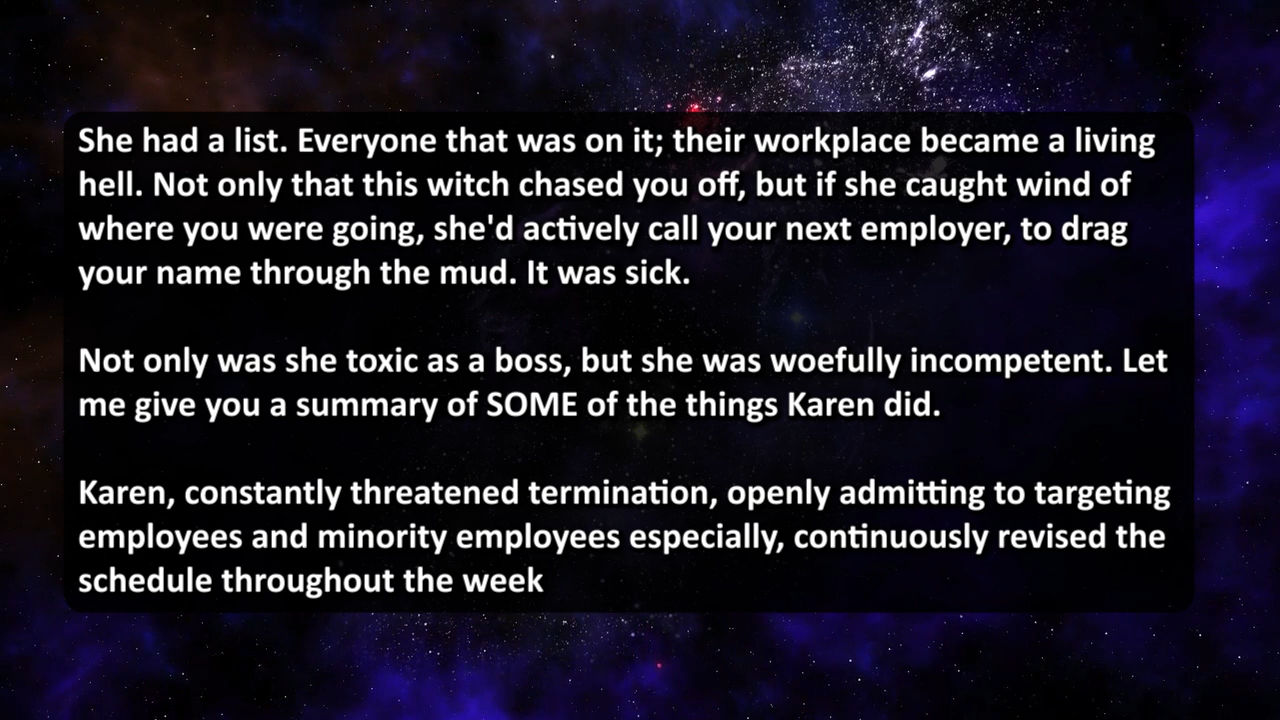 She had a list. Everyone that was on it; their workplace became a living
hell. Not only that this witch chased you off, but if she caught wind of
where you were going, she'd actively call your next employer, to drag
your name through the mud. It was sick.
Not only was she toxic as a boss, but she was woefully incompetent. Let
me give you a summary of SOME of the things Karen did.
Karen, constantly threatened termination, openly admitting to targeting
employees and minority employees especially, continuously revised the
schedule throughout the week